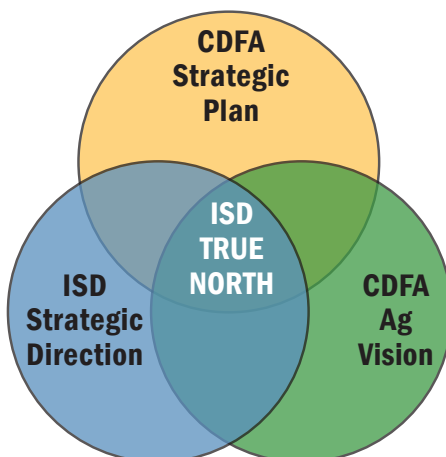 CDFA
Strategic
Plan
ISD
TRUE
NORTH
ISD
Strategic
Direction
CDFA
Ag
Vision